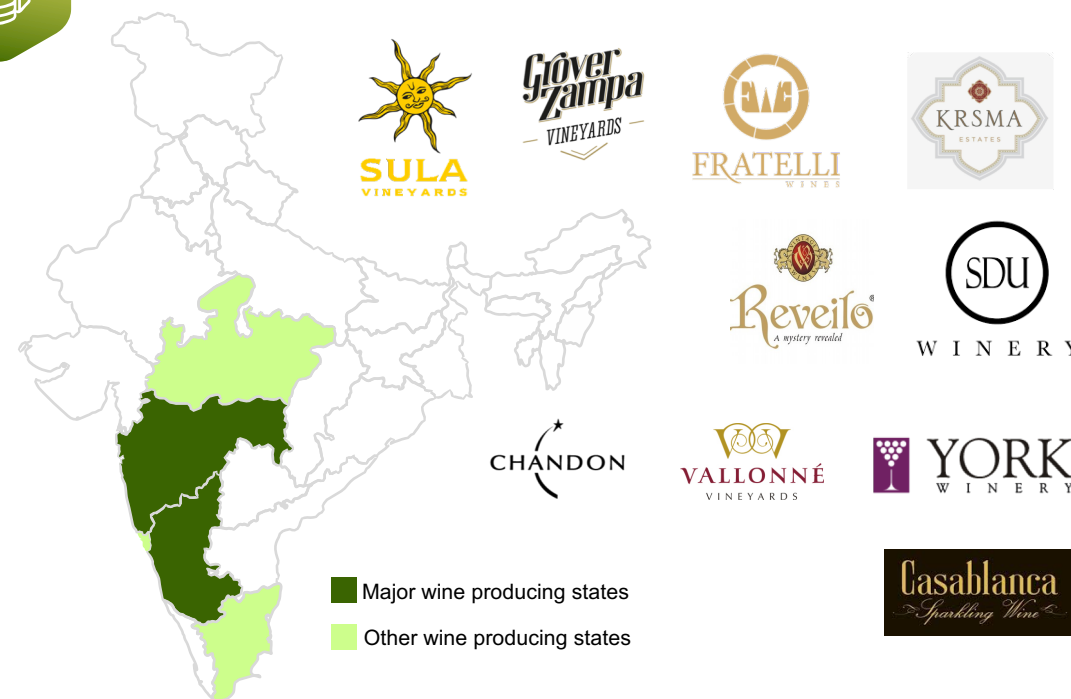 SULA
VINEYARDS
Grover
Zampa
VINEYARDS
FRATELLI
WINES
KRSMA
ESTATES
Reveilo®
A mystery revealed
SDU
WINERY
CHANDON
VALLONNÉ
VINEYARDS
YORK
WINERY
Casablanca
Sparkling Wine
Major wine producing states
Other wine producing states